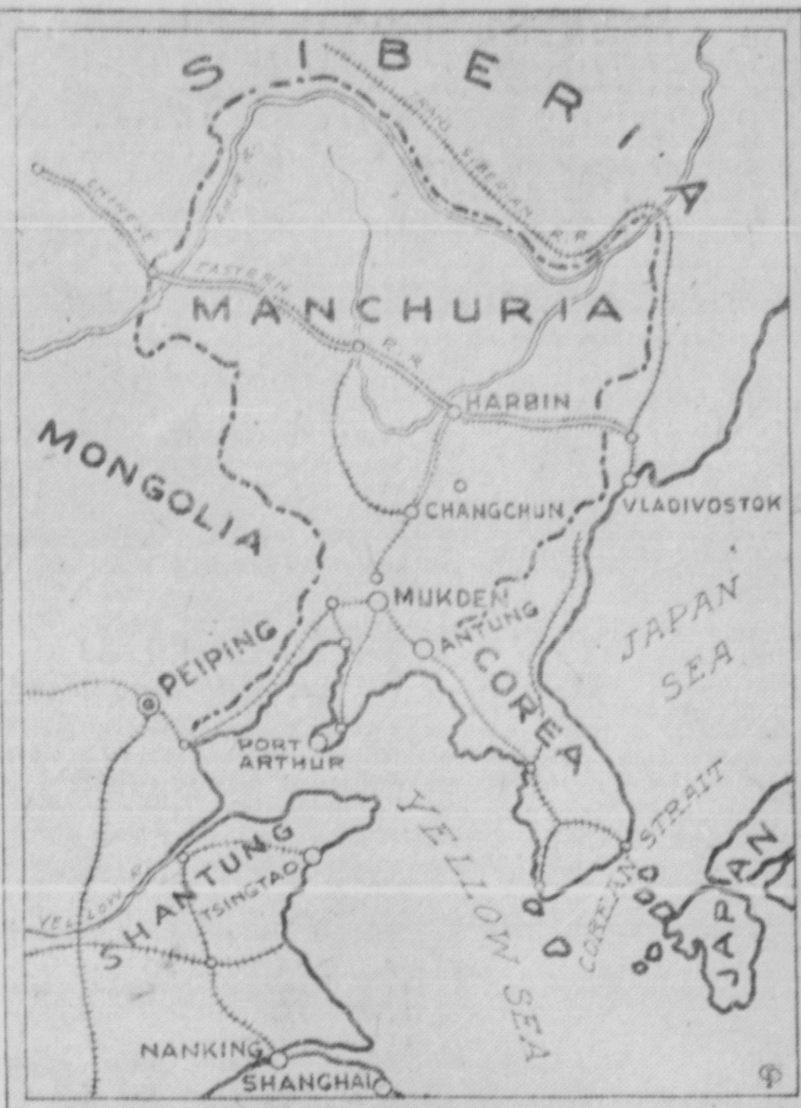 SIBERIA
TRANS SIBERIAN R.R.
CHINESE EASTERN R.R.
AMUR R.
MANCHURIA
HARBIN
MONGOLIA
CHANGCHUN
VLADIVOSTOK
MUKDEN
ANTUNG
JAPAN SEA
PEIPING
COREA
PORT
ARTHUR
YELLOW SEA
COREAN STRAIT
JAPAN
SHANTUNG
TSINGTAO
YELLOW R.
NANKING
SHANGHAI